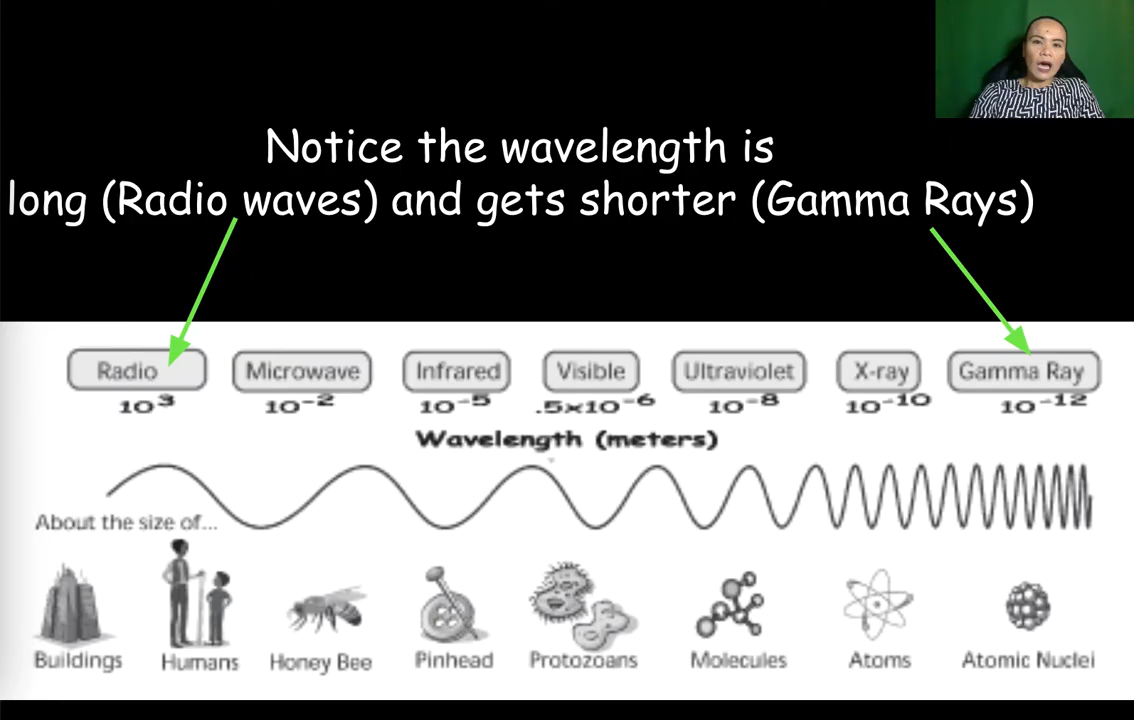 Notice the wavelength is
long (Radio waves) and gets shorter (Gamma Rays)
Radio Microwave Infrared Visible Ultraviolet X-ray Gamma Ray
10³ 10⁻² 10⁻⁵ .5x10⁻⁶ 10⁻⁸ 10⁻¹⁰ 10⁻¹²
Wavelength (meters)
About the size of...
Buildings Humans Honey Bee Pinhead Protozoans Molecules Atoms Atomic Nuclei